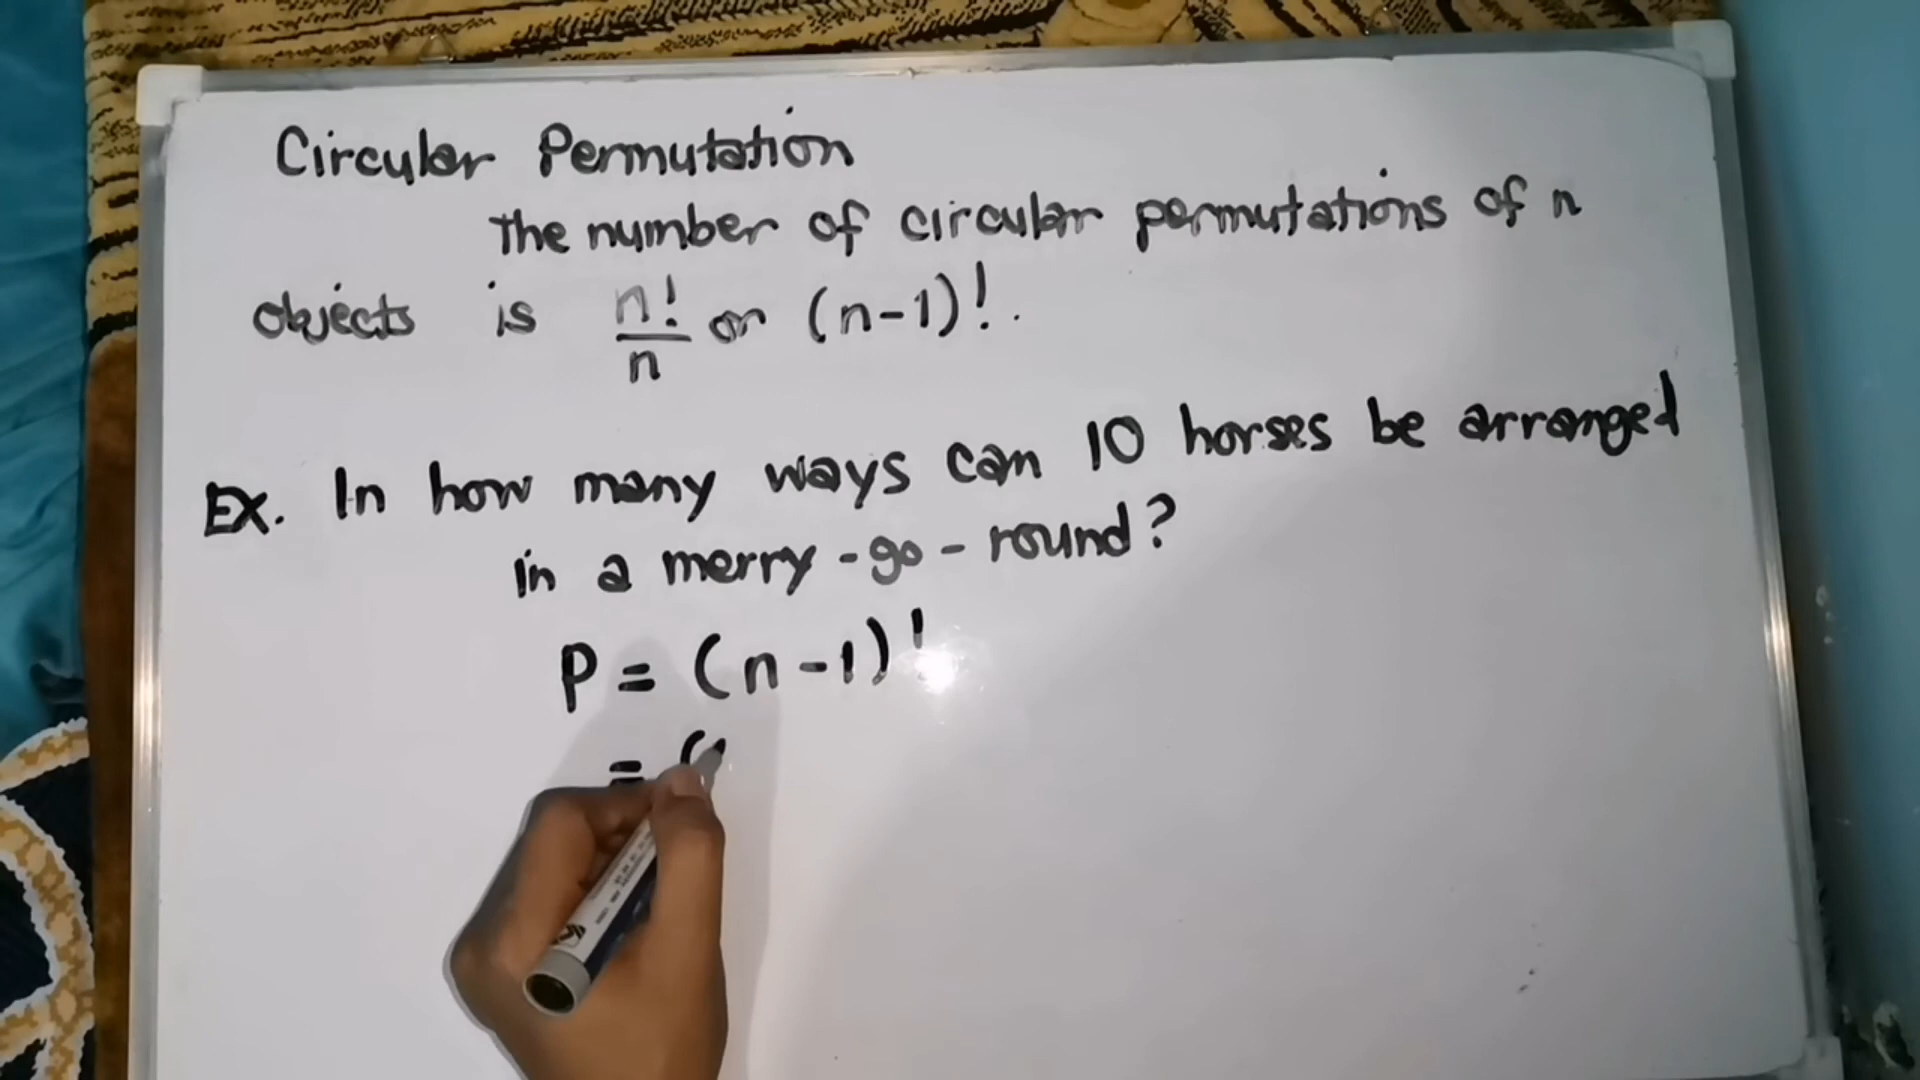 Circular Permutation
The number of circular permutations of n
objects is n!/n or (n-1)!.
EX. In how many ways can 10 horses be arranged
in a merry-go-round?
P = (n-1)!
= (